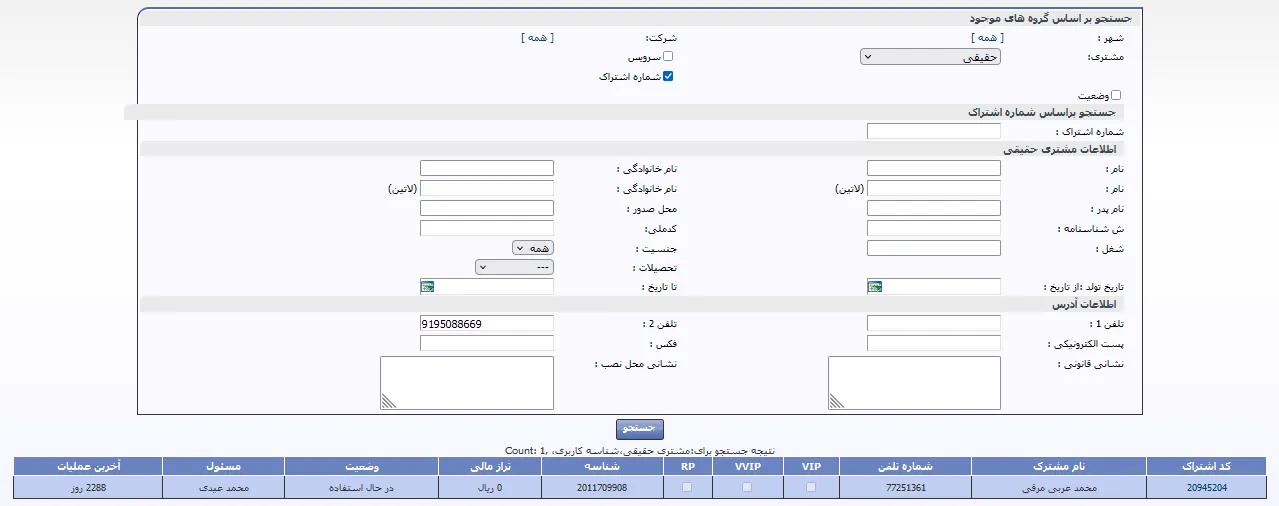 جستجو بر اساس گروه های موجود
شهر : [ همه ] شرکت: [ همه ]
مشتری: حقیقی سرویس
شماره اشتراک
وضعیت
جستجو براساس شماره اشتراک
شماره اشتراک :
اطلاعات مشتری حقیقی
نام : نام خانوادگی :
نام : (لاتین) نام خانوادگی : (لاتین)
نام پدر : محل صدور :
ش شناسنامه : کدملی:
شغل : جنسیت : همه
تحصیلات : ---
تاریخ تولد :از تاریخ : تا تاریخ :
اطلاعات آدرس
تلفن 1 : تلفن 2 : 9195088669
پست الکترونیکی : فکس :
نشانی قانونی : نشانی محل نصب :
جستجو
نتیجه جستجو برای:مشتری حقیقی،شناسه کاربری، Count: 1,
کد اشتراک نام مشترک شماره تلفن VIP VVIP RP شناسه تراز مالی وضعیت مسئول آخرین عملیات
20945204 محمد عربی مرقی 77251361 2011709908 0 ریال در حال استفاده محمد عیدی 2288 روز